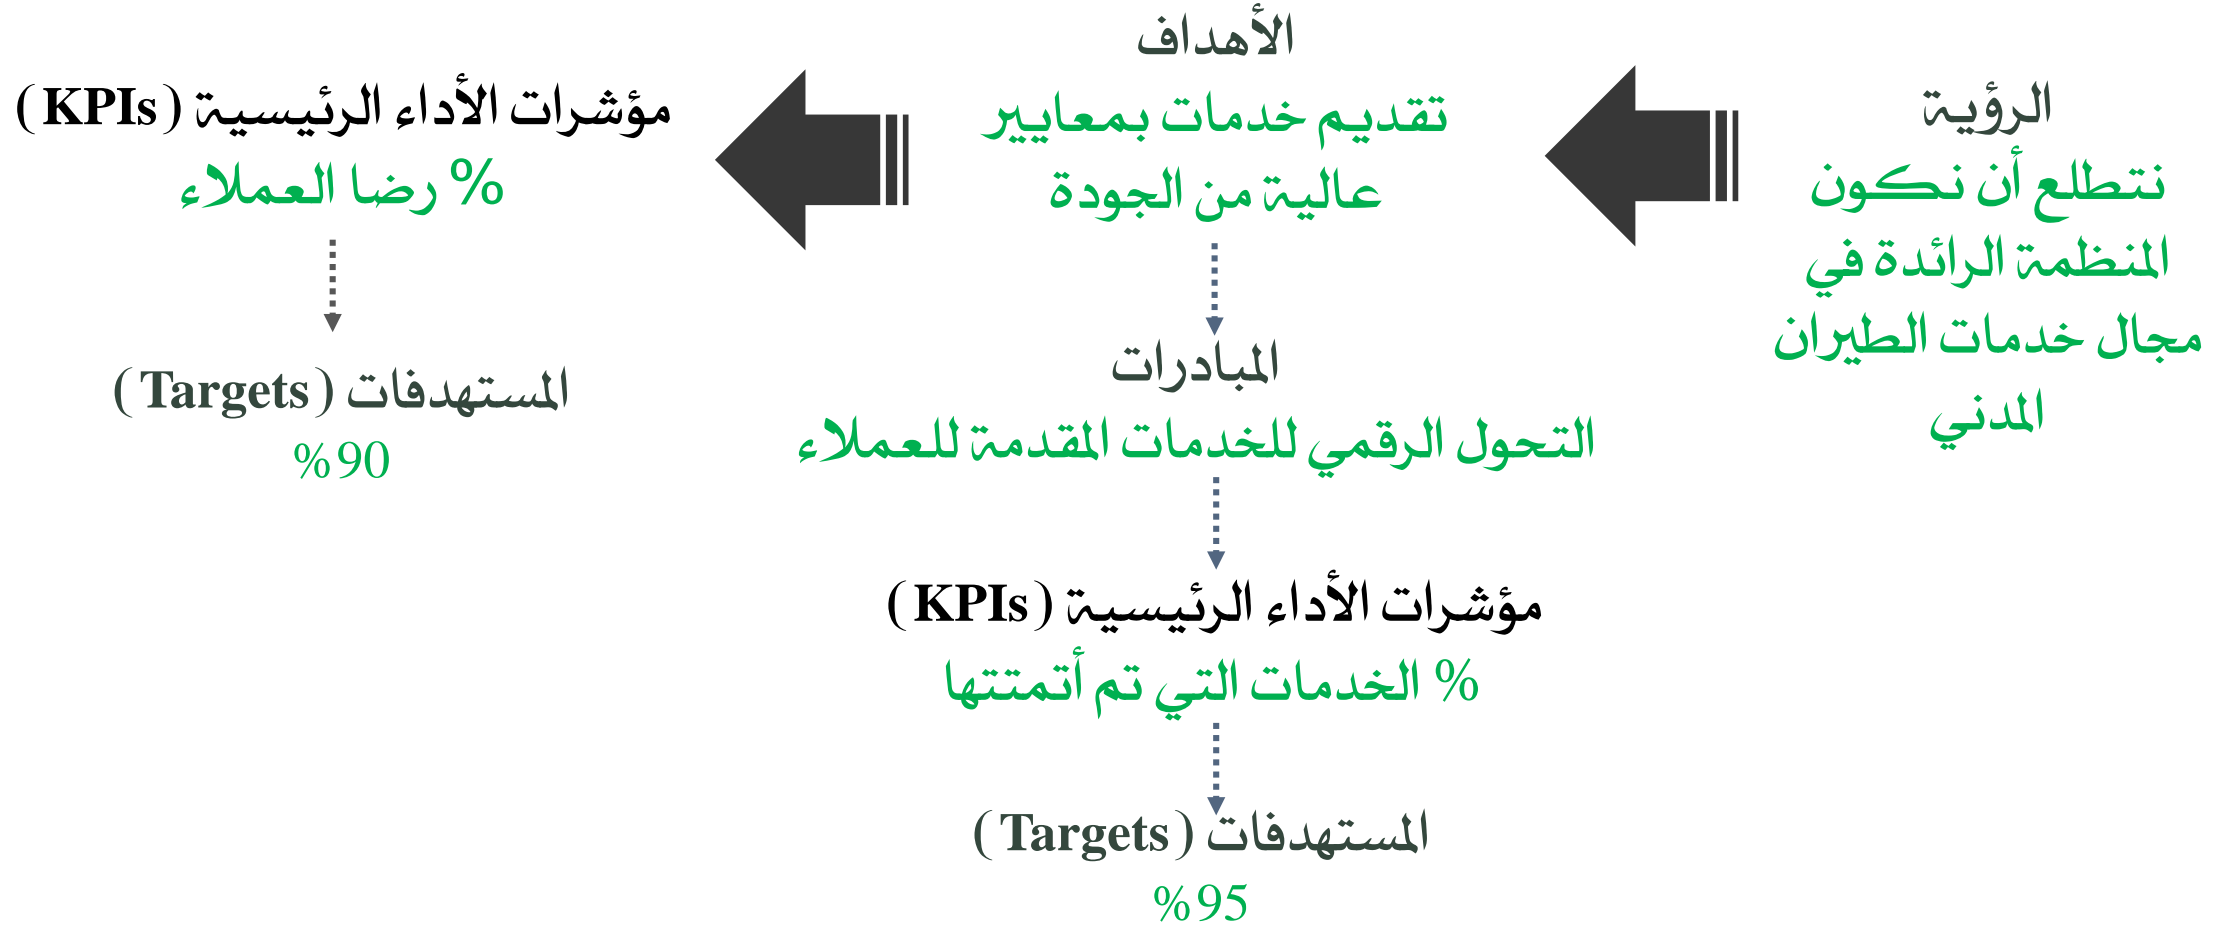 الرؤية
نتطلع أن نكون
المنظمة الرائدة في
مجال خدمات الطيران
المدني
الأهداف
تقديم خدمات بمعايير
عالية من الجودة
المبادرات
التحول الرقمي للخدمات المقدمة للعملاء
مؤشرات الأداء الرئيسية (KPIs)
% الخدمات التي تم أتمتتها
المستهدفات (Targets)
%95
مؤشرات الأداء الرئيسية (KPIs)
% رضا العملاء
المستهدفات (Targets)
%90